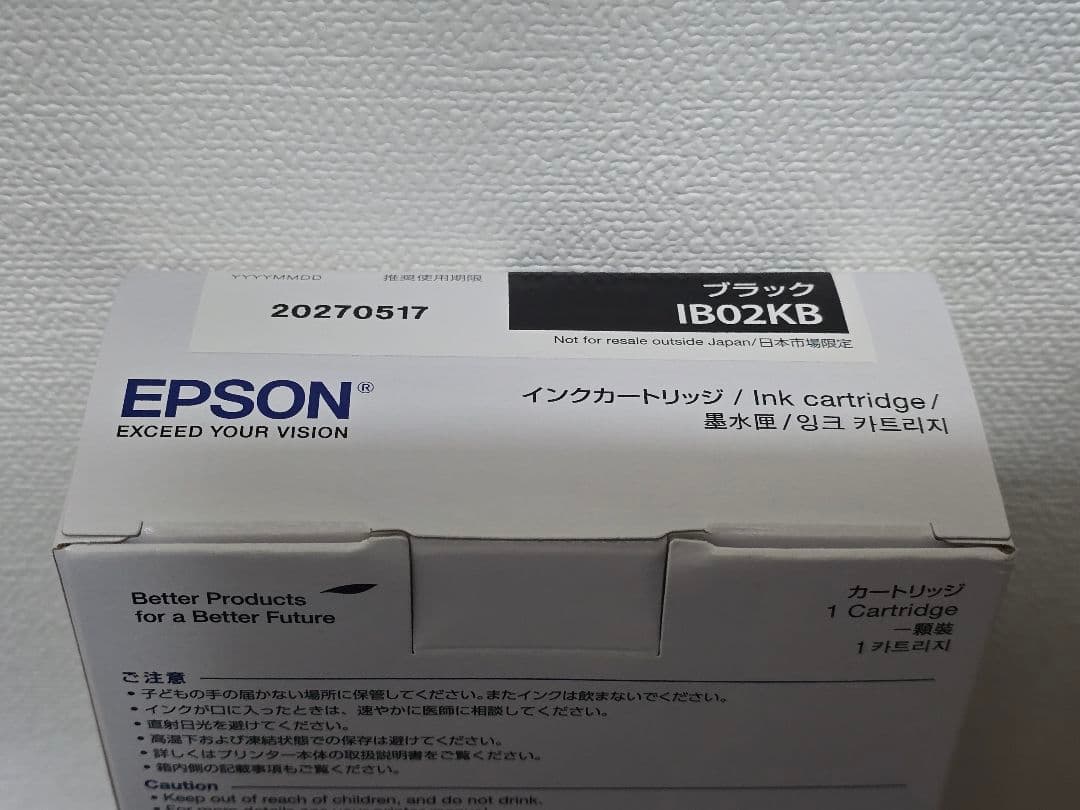 YYYYMMDD 推奨使用期限
20270517
ブラック
IB02KB
Not for resale outside Japan/日本市場限定
EPSON®
EXCEED YOUR VISION
インクカートリッジ / Ink cartridge/
墨水匣/잉크 카트리지
Better Products
for a Better Future
カートリッジ
1 Cartridge
一顆裝
1 카트리지
ご注意
• 子どもの手の届かない場所に保管してください。またインクは飲まないでください。
• インクが口に入ったときは、速やかに医師に相談してください。
• 直射日光を避けてください。
• 高温下および凍結状態での保存は避けてください。
• 詳しくはプリンター本体の取扱説明書をご覧ください。
• 箱内側の記載事項もご覧ください。
Caution
• Keep out of reach of children, and do not drink.